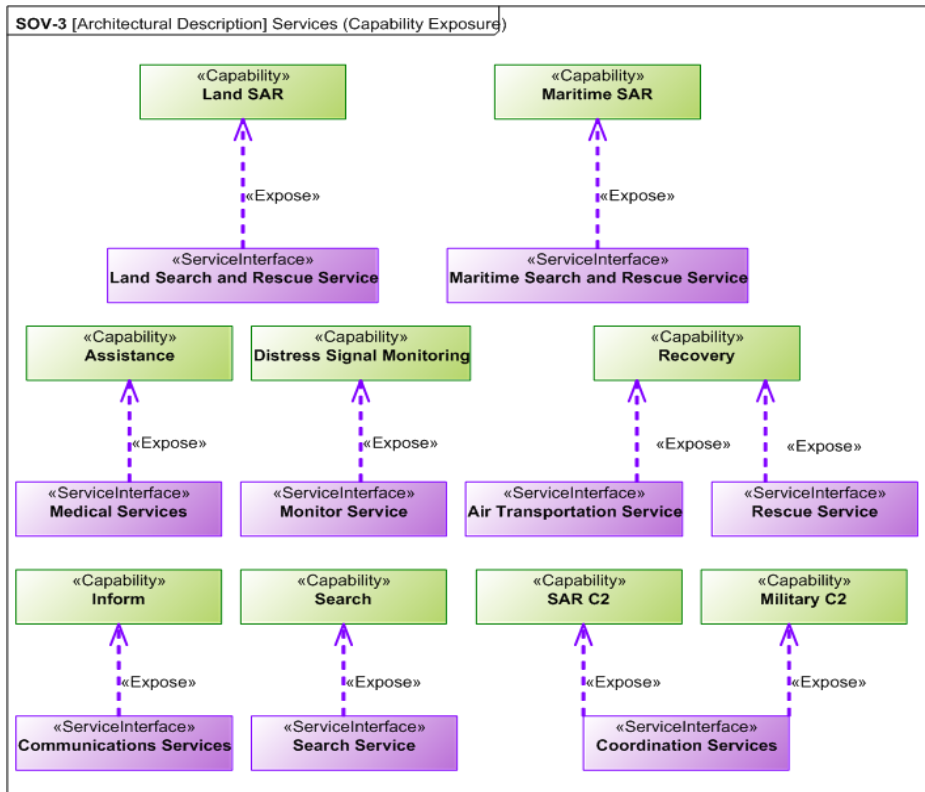 SOV-3 [Architectural Description] Services (Capability Exposure)
«Capability»
Land SAR
«Capability»
Maritime SAR
«Expose»
«Expose»
«ServiceInterface»
Land Search and Rescue Service
«ServiceInterface»
Maritime Search and Rescue Service
«Capability»
Assistance
«Capability»
Distress Signal Monitoring
«Capability»
Recovery
«Expose»
«Expose»
«Expose»
«Expose»
«ServiceInterface»
Medical Services
«ServiceInterface»
Monitor Service
«ServiceInterface»
Air Transportation Service
«ServiceInterface»
Rescue Service
«Capability»
Inform
«Capability»
Search
«Capability»
SAR C2
«Capability»
Military C2
«Expose»
«Expose»
«Expose»
«Expose»
«ServiceInterface»
Communications Services
«ServiceInterface»
Search Service
«ServiceInterface»
Coordination Services